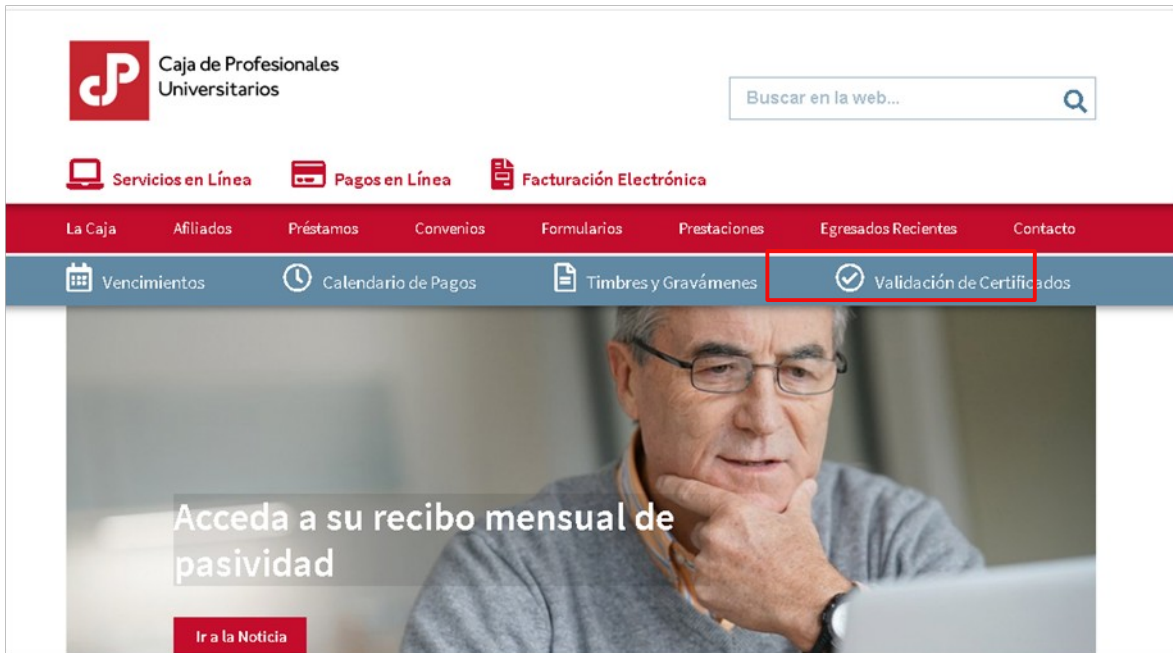 Caja de Profesionales
Universitarios
Buscar en la web...
Servicios en Línea Pagos en Línea Facturación Electrónica
La Caja Afiliados Préstamos Convenios Formularios Prestaciones Egresados Recientes Contacto
Vencimientos Calendario de Pagos Timbres y Gravámenes Validación de Certificados
Acceda a su recibo mensual de
pasividad
Ir a la Noticia